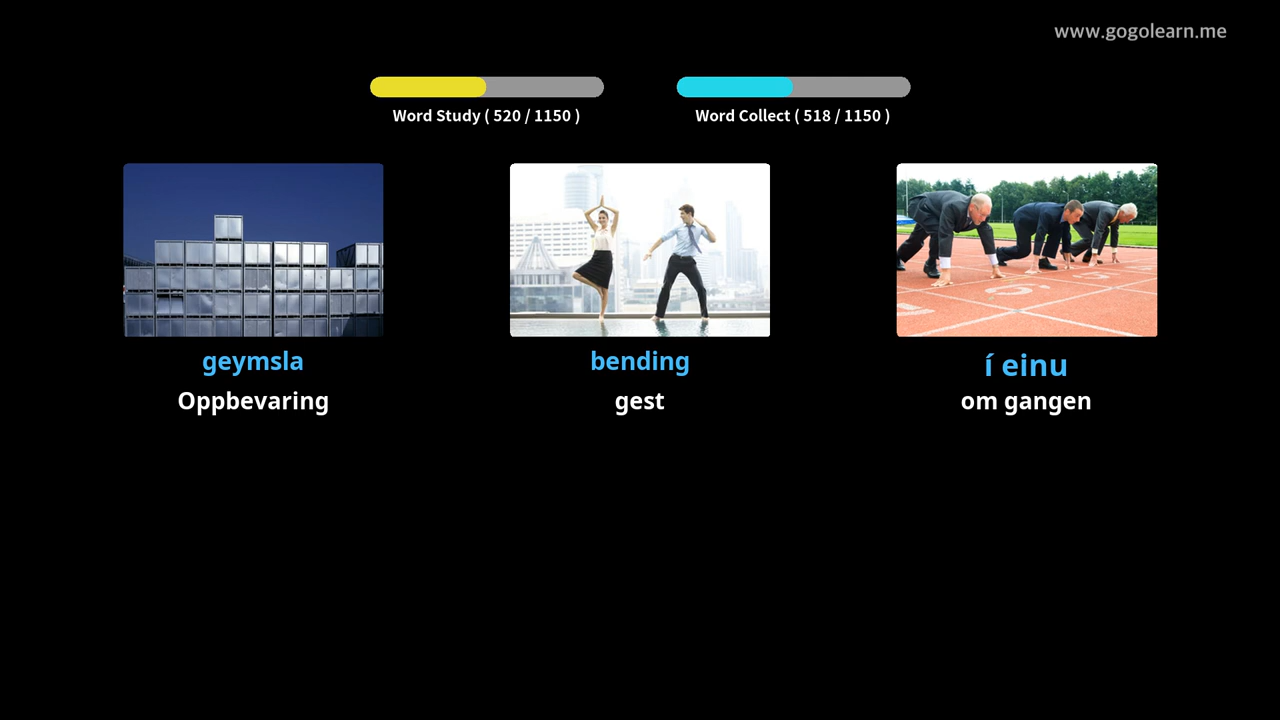 www.gogolearn.me
Word Study ( 520 / 1150 )
Word Collect ( 518 / 1150 )
geymsla
bending
í einu
Oppbevaring
gest
om gangen